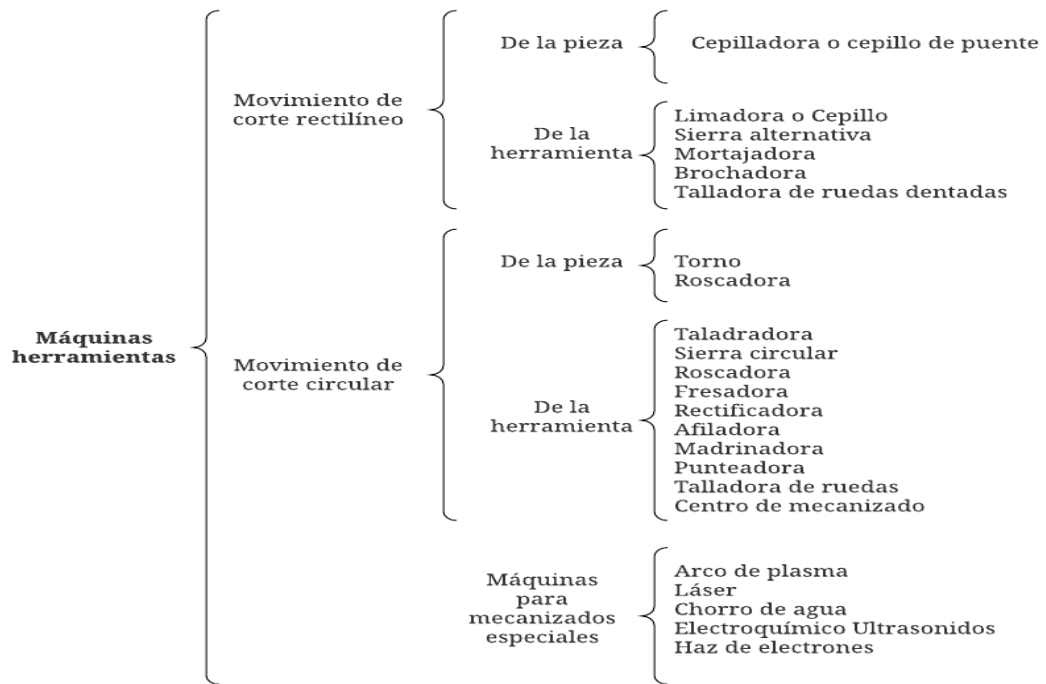 Máquinas
herramientas
Movimiento de
corte rectilíneo
De la pieza
Cepilladora o cepillo de puente
De la
herramienta
Limadora o Cepillo
Sierra alternativa
Mortajadora
Brochadora
Talladora de ruedas dentadas
Movimiento de
corte circular
De la pieza
Torno
Roscadora
De la
herramienta
Taladradora
Sierra circular
Roscadora
Fresadora
Rectificadora
Afiladora
Madrinadora
Punteadora
Talladora de ruedas
Centro de mecanizado
Máquinas
para
mecanizados
especiales
Arco de plasma
Láser
Chorro de agua
Electroquímico Ultrasonidos
Haz de electrones